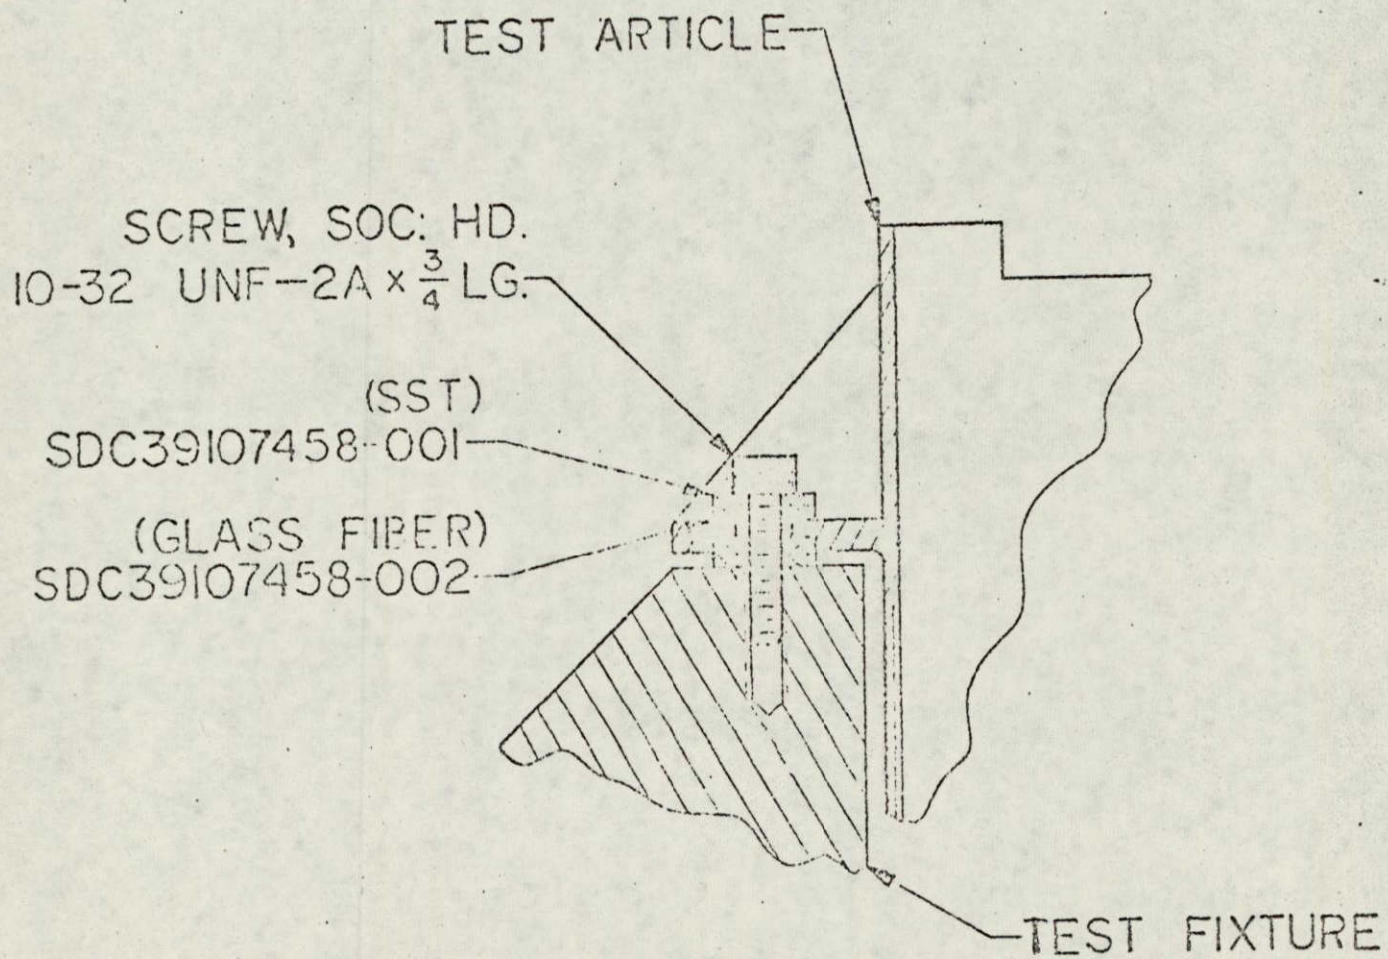 TEST ARTICLE
SCREW, SOC. HD.
10-32 UNF-2A x 3/4 LG.
(SST)
SDC39107458-001
(GLASS FIBER)
SDC39107458-002
TEST FIXTURE